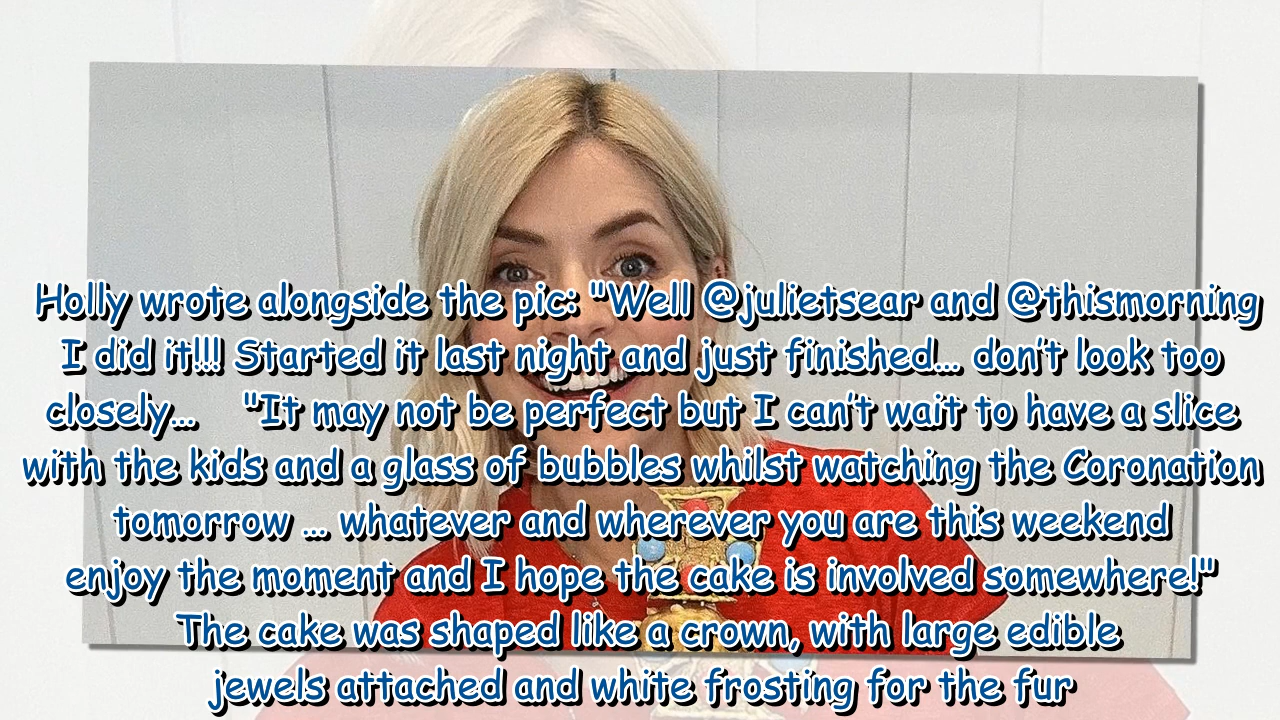 Holly wrote alongside the pic: "Well @julietsear and @thismorning
I did it!!! Started it last night and just finished... don't look too
closely... "It may not be perfect but I can't wait to have a slice
with the kids and a glass of bubbles whilst watching the Coronation
tomorrow ... whatever and wherever you are this weekend
enjoy the moment and I hope the cake is involved somewhere!"
The cake was shaped like a crown, with large edible
jewels attached and white frosting for the fur